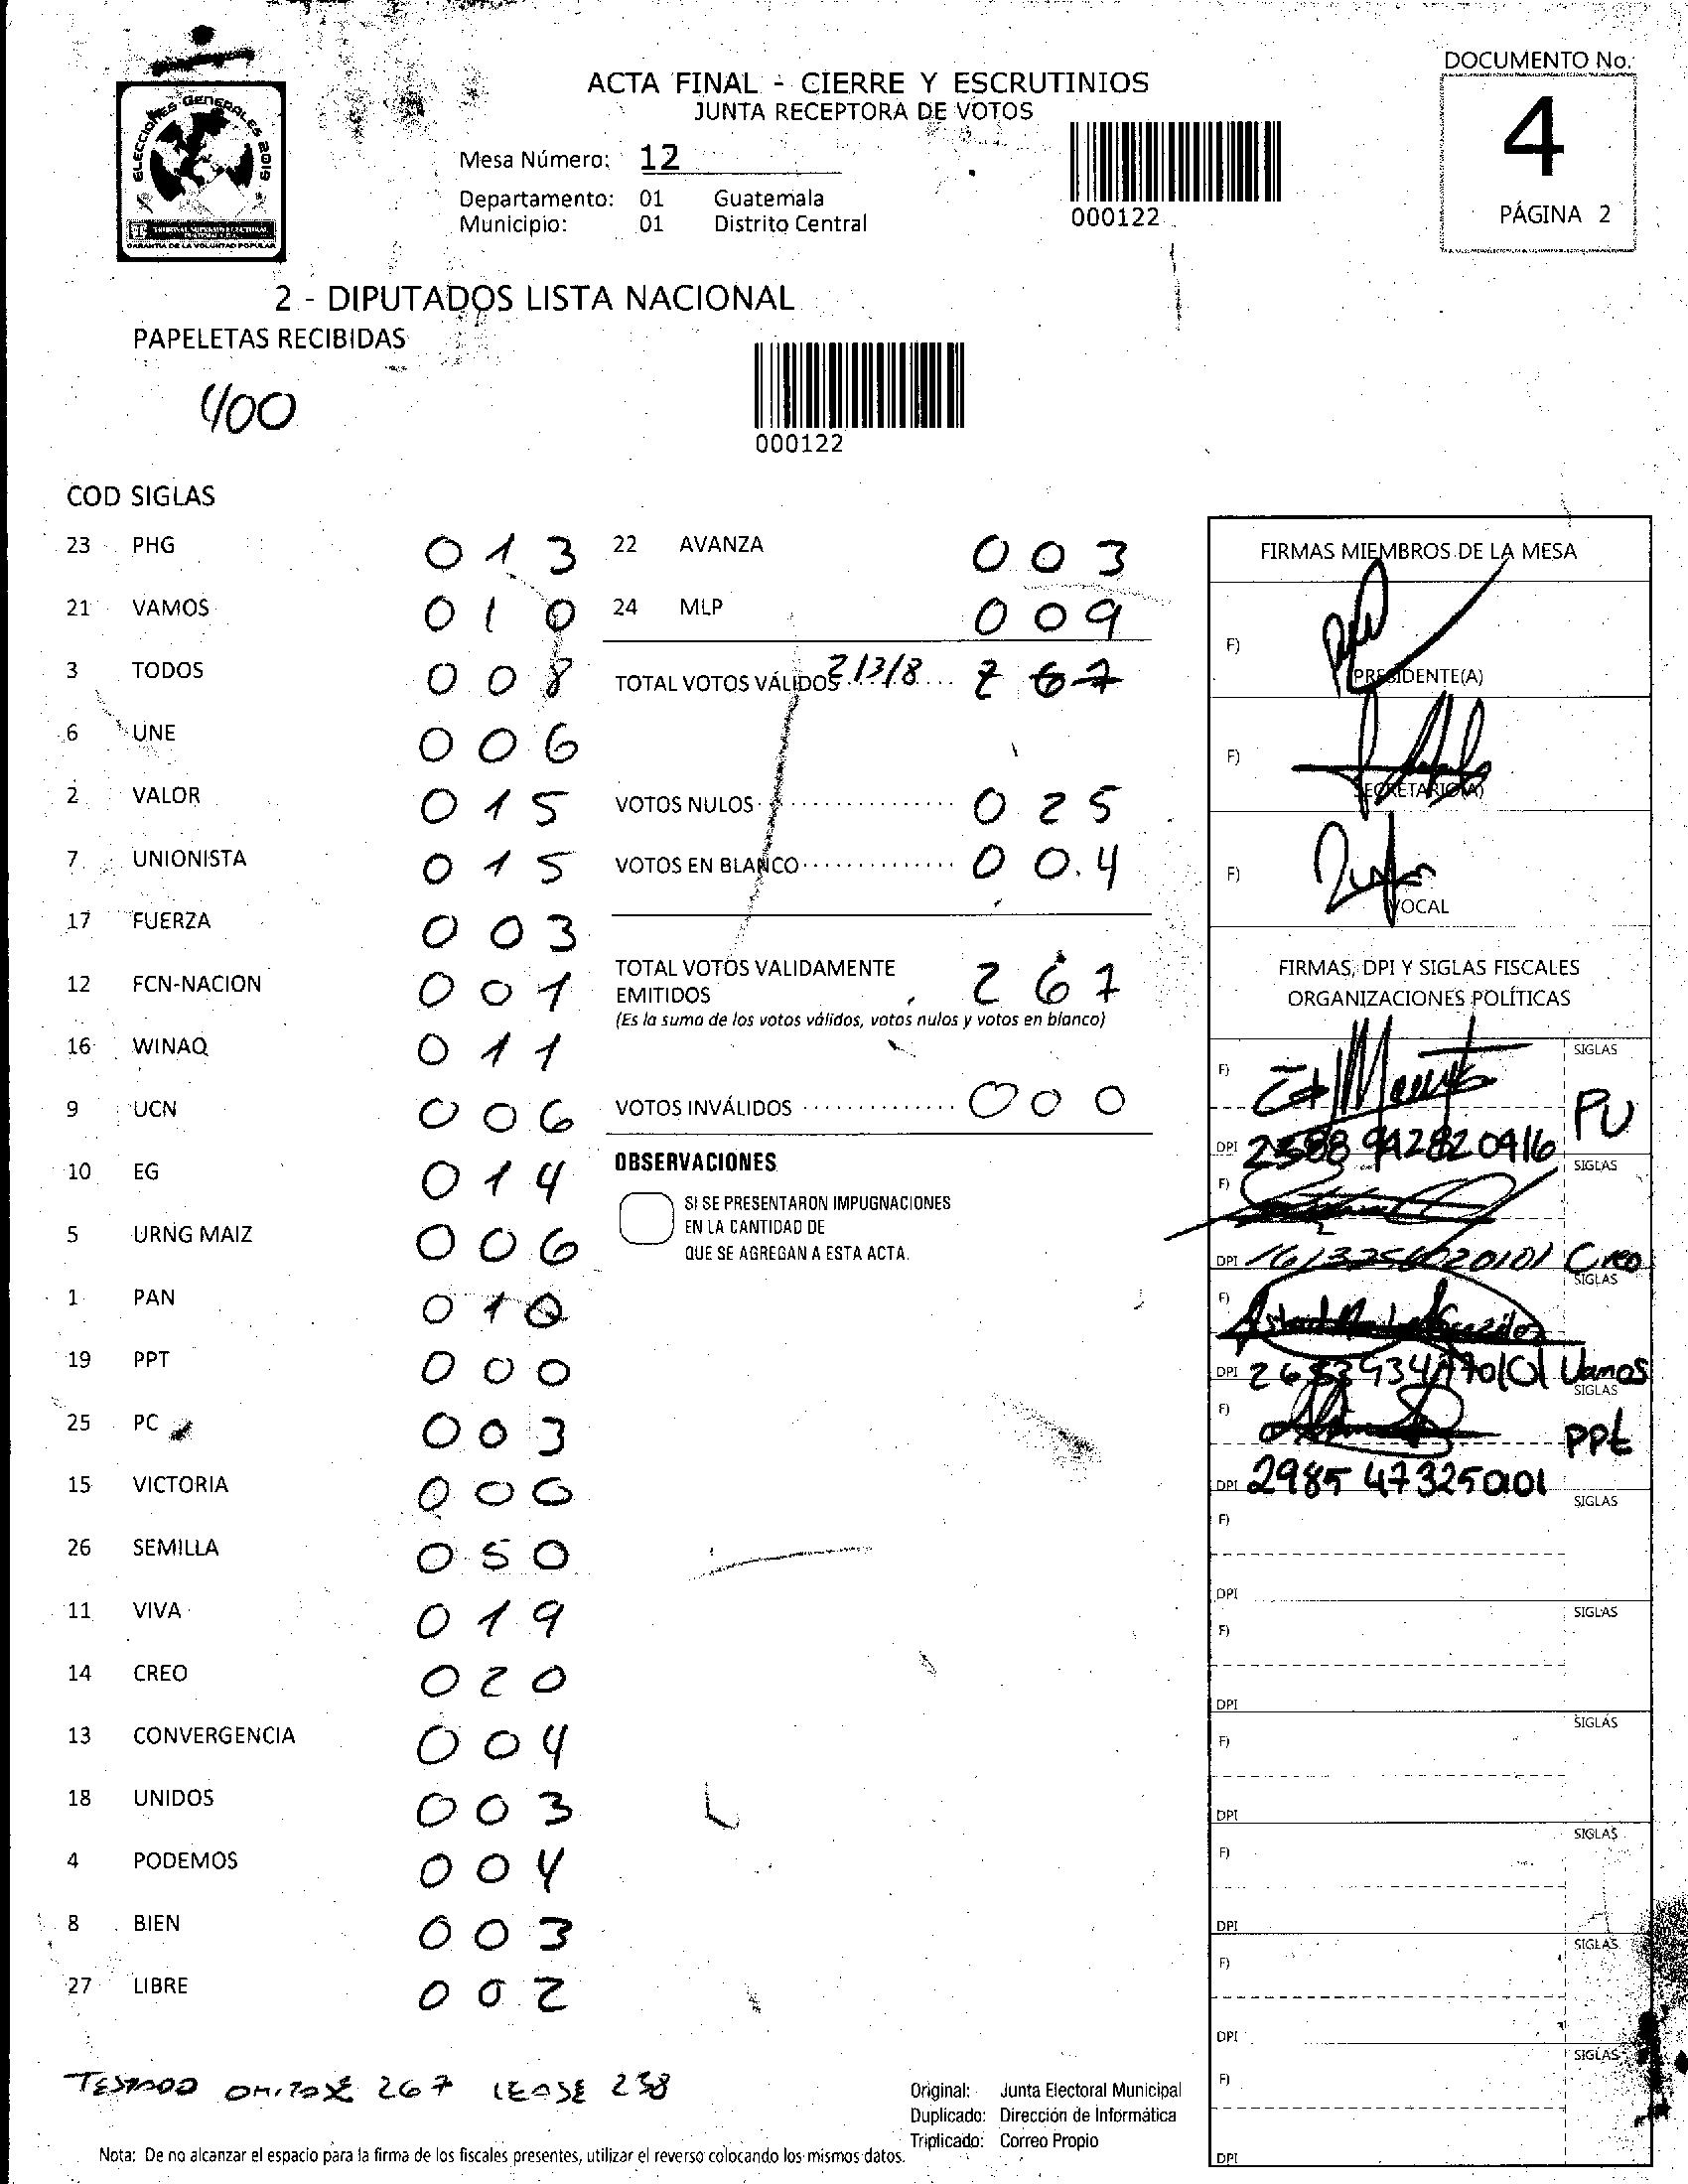 DOCUMENTO No.
4
PÁGINA 2
ELECCIONES GENERALES 2019
TRIBUNAL SUPREMO ELECTORAL
GARANTÍA DE LA VOLUNTAD POPULAR
ACTA FINAL - CIERRE Y ESCRUTINIOS
JUNTA RECEPTORA DE VOTOS
Mesa Número: 12
Departamento: 01 Guatemala
Municipio: 01 Distrito Central
000122
2 - DIPUTADOS LISTA NACIONAL
PAPELETAS RECIBIDAS
400
000122
COD SIGLAS
23 PHG 013
21 VAMOS 010
3 TODOS 008
6 UNE 006
2 VALOR 015
7 UNIONISTA 015
17 FUERZA 003
12 FCN-NACION 001
16 WINAQ 011
9 UCN 006
10 EG 014
5 URNG MAIZ 006
1 PAN 010
19 PPT 000
25 PC 003
15 VICTORIA 006
26 SEMILLA 050
11 VIVA 019
14 CREO 020
13 CONVERGENCIA 004
18 UNIDOS 003
4 PODEMOS 004
8 BIEN 003
27 LIBRE 002
22 AVANZA 003
24 MLP 009
TOTAL VOTOS VÁLIDOS 2/3/8 267
VOTOS NULOS 025
VOTOS EN BLANCO 004
TOTAL VOTOS VALIDAMENTE
EMITIDOS 267
(Es la suma de los votos válidos, votos nulos y votos en blanco)
VOTOS INVÁLIDOS 000
OBSERVACIONES
SI SE PRESENTARON IMPUGNACIONES
EN LA CANTIDAD DE
QUE SE AGREGAN A ESTA ACTA.
FIRMAS MIEMBROS DE LA MESA
F)
PRESIDENTE(A)
F)
SECRETARIO(A)
F)
VOCAL
FIRMAS, DPI Y SIGLAS FISCALES
ORGANIZACIONES POLÍTICAS
F) SIGLAS
PU
DPI 2588 942820416
F) SIGLAS
DPI Creo
F) SIGLAS
DPI Vamos
F) SIGLAS
PPt
DPI 2985 473250101
F) SIGLAS
DPI
F) SIGLAS
DPI
F) SIGLAS
DPI
F) SIGLAS
DPI
F) SIGLAS
DPI
F) SIGLAS
DPI
TESTADO OMITASE 267 LEASE 238
Original: Junta Electoral Municipal
Duplicado: Dirección de Informática
Triplicado: Correo Propio
Nota: De no alcanzar el espacio para la firma de los fiscales presentes, utilizar el reverso colocando los mismos datos.